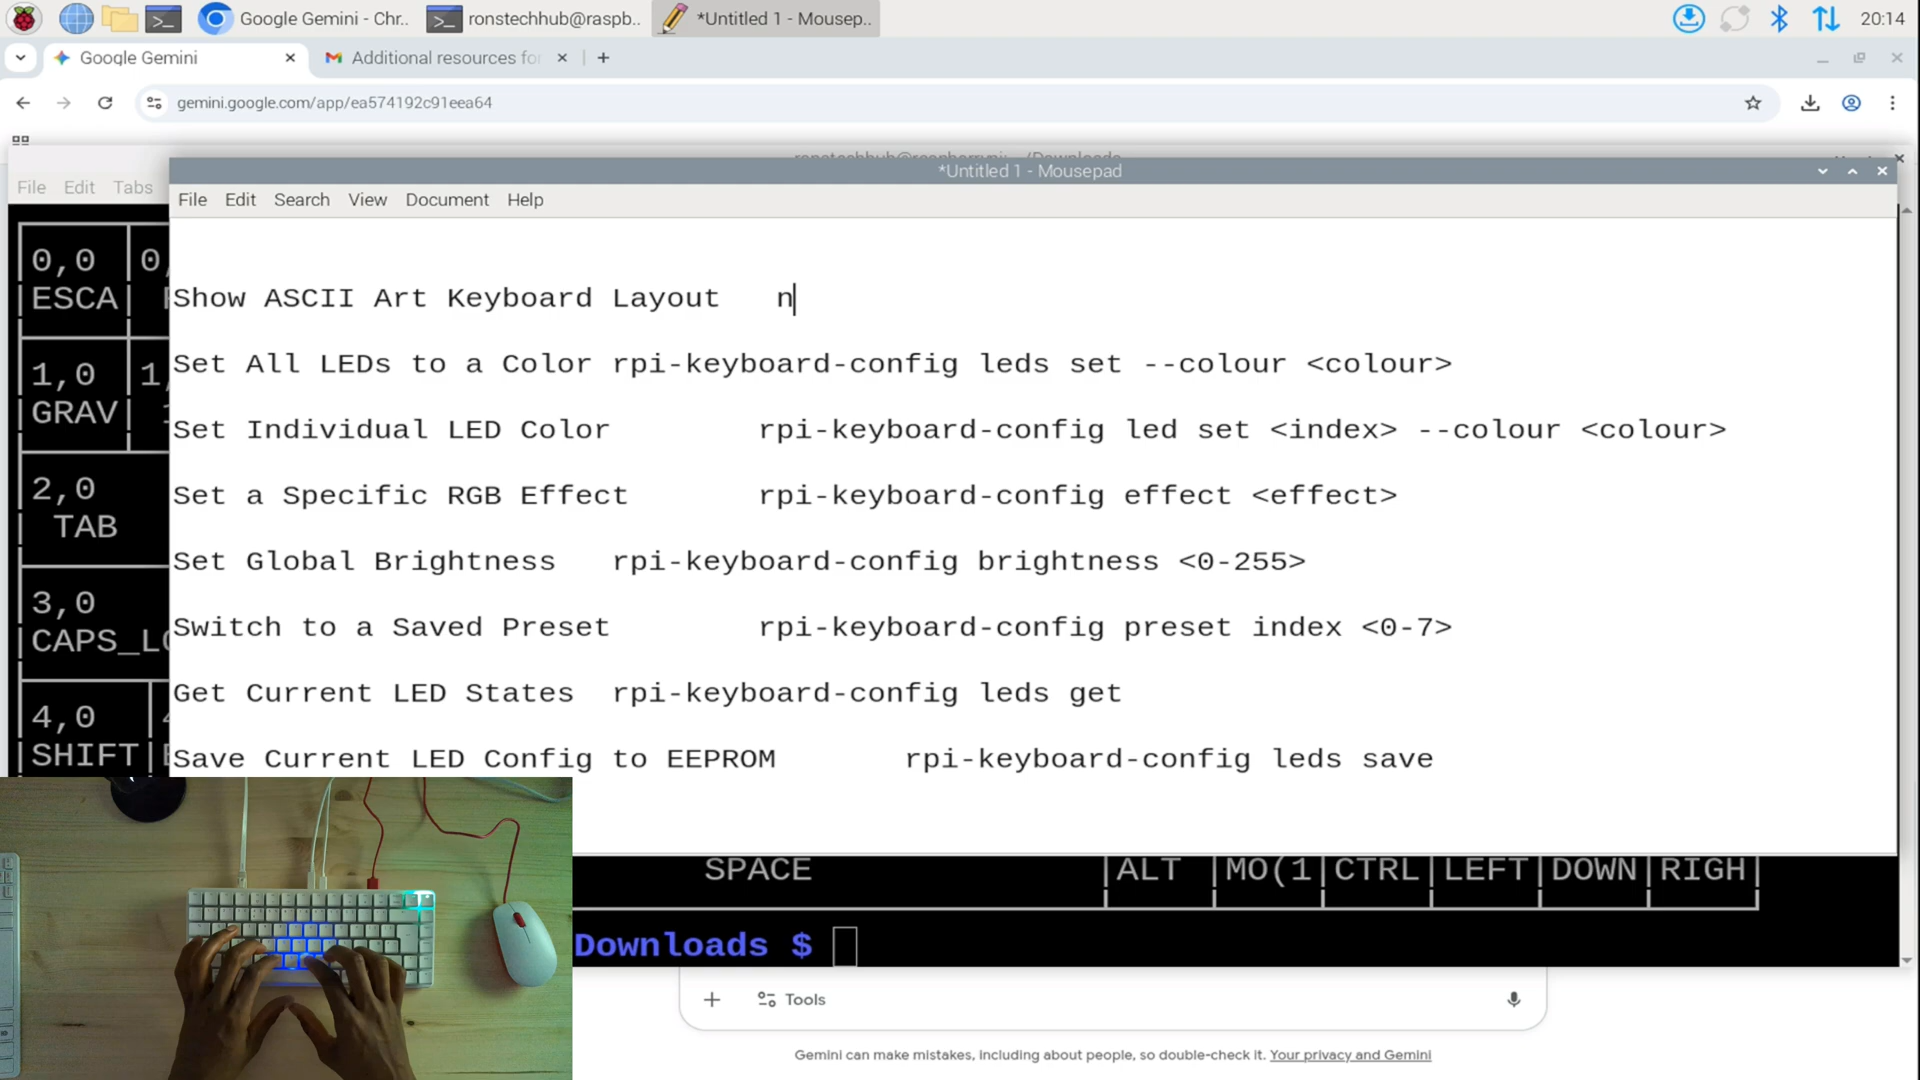 Google Gemini - Chr..
ronstechhub@raspb..
*Untitled 1 - Mousep..
20:14
Google Gemini
Additional resources for
gemini.google.com/app/ea574192c91eea64
*Untitled 1 - Mousepad
File Edit Tabs
File Edit Search View Document Help
0,0 0,
ESCA
1,0 1,
GRAV
2,0
TAB
3,0
CAPS_LO
4,0
SHIFT
Show ASCII Art Keyboard Layout n
Set All LEDs to a Color rpi-keyboard-config leds set --colour <colour>
Set Individual LED Color rpi-keyboard-config led set <index> --colour <colour>
Set a Specific RGB Effect rpi-keyboard-config effect <effect>
Set Global Brightness rpi-keyboard-config brightness <0-255>
Switch to a Saved Preset rpi-keyboard-config preset index <0-7>
Get Current LED States rpi-keyboard-config leds get
Save Current LED Config to EEPROM rpi-keyboard-config leds save
SPACE ALT MO(1 CTRL LEFT DOWN RIGH
Downloads $
Tools
Gemini can make mistakes, including about people, so double-check it. Your privacy and Gemini